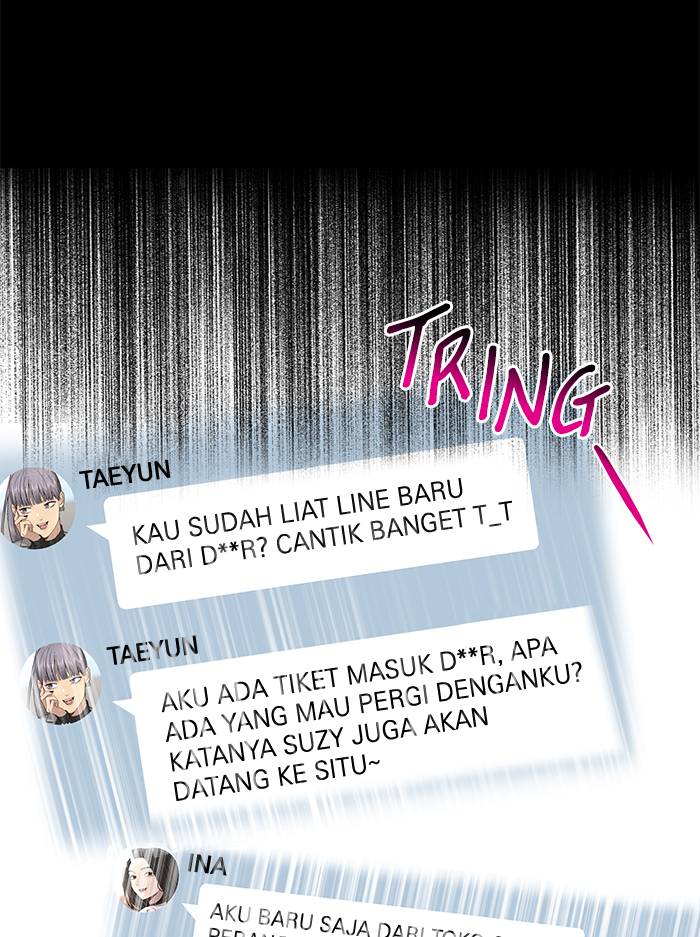 TRING
TAEYUN
KAU SUDAH LIAT LINE BARU
DARI D**R? CANTIK BANGET T_T
TAEYUN
AKU ADA TIKET MASUK D**R, APA
ADA YANG MAU PERGI DENGANKU?
KATANYA SUZY JUGA AKAN
DATANG KE SITU~
INA
AKU BARU SAJA DARI TOKO